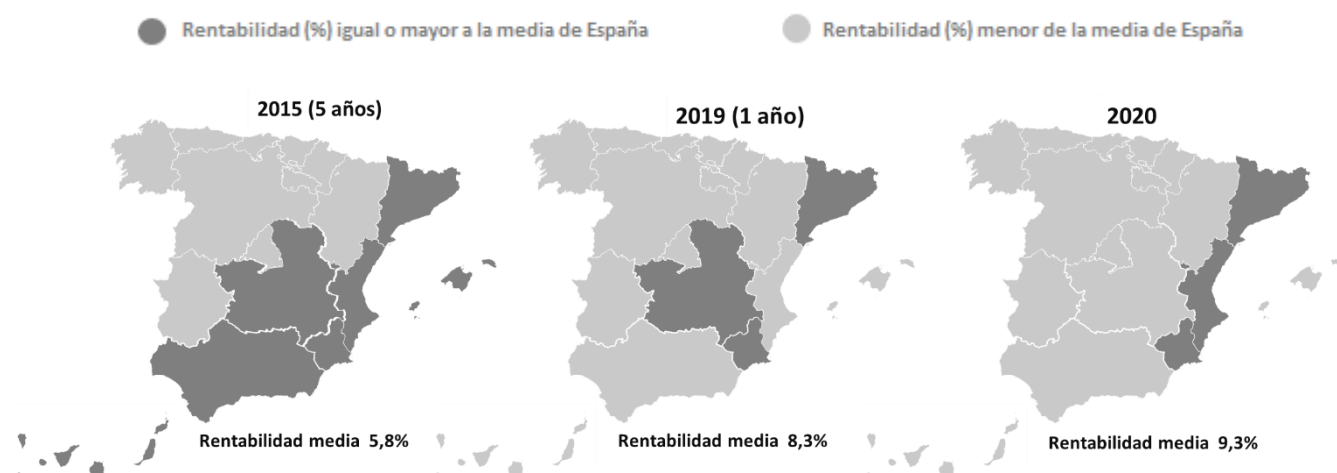 Rentabilidad (%) igual o mayor a la media de España
Rentabilidad (%) menor de la media de España
2015 (5 años)
2019 (1 año)
2020
Rentabilidad media 5,8%
Rentabilidad media 8,3%
Rentabilidad media 9,3%